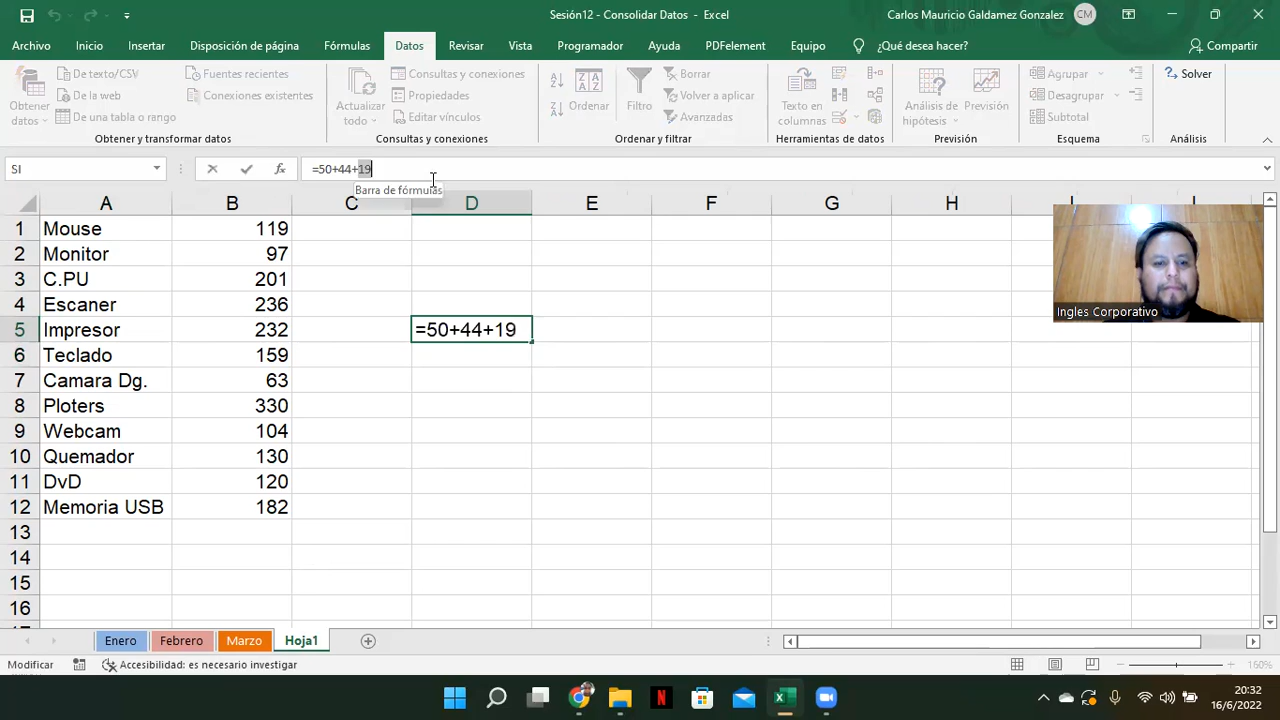 Sesión12 - Consolidar Datos - Excel
Carlos Mauricio Galdamez Gonzalez
CM
Archivo
Inicio
Insertar
Disposición de página
Fórmulas
Datos
Revisar
Vista
Programador
Ayuda
PDFelement
Equipo
¿Qué desea hacer?
Compartir
Obtener datos
De texto/CSV
De la web
De una tabla o rango
Fuentes recientes
Conexiones existentes
Obtener y transformar datos
Actualizar todo
Consultas y conexiones
Propiedades
Editar vínculos
Consultas y conexiones
Ordenar
Filtro
Borrar
Volver a aplicar
Avanzadas
Ordenar y filtrar
Texto en columnas
Herramientas de datos
Análisis de hipótesis
Previsión
Previsión
Agrupar
Desagrupar
Subtotal
Esquema
Solver
Análisis
SI
=50+44+19
Barra de fórmulas
A B C D E F G H I
1 Mouse 119
2 Monitor 97
3 C.PU 201
4 Escaner 236
5 Impresor 232 =50+44+19
6 Teclado 159
7 Camara Dg. 63
8 Ploters 330
9 Webcam 104
10 Quemador 130
11 DvD 120
12 Memoria USB 182
13
14
15
16
17
Ingles Corporativo
Enero
Febrero
Marzo
Hoja1
Modificar
Accesibilidad: es necesario investigar
160%
20:32
16/6/2022